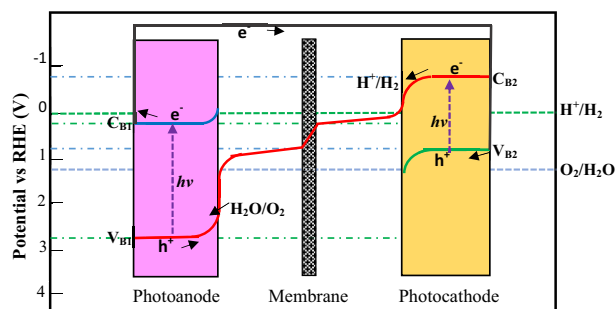 e-
-1
0
1
2
3
4
Potential vs RHE (V)
e-
C_B1
hν
V_B1
h+
H2O/O2
H+/H2
e-
C_B2
hν
h+
V_B2
H+/H2
O2/H2O
Photoanode Membrane Photocathode